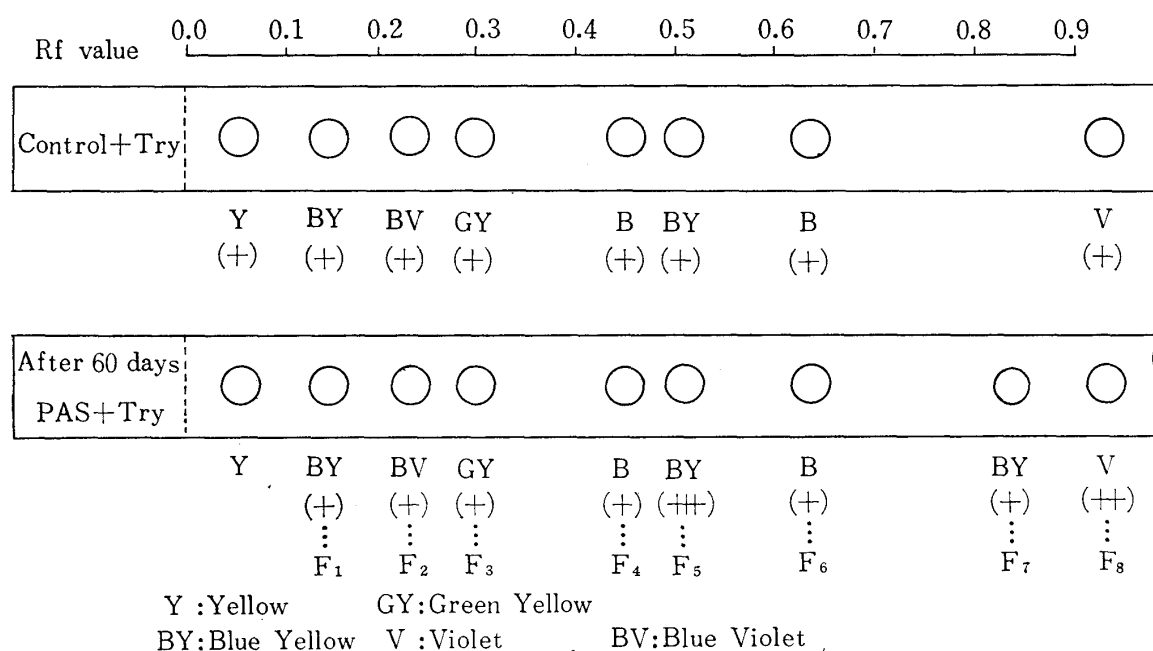 Rf value 0.0 0.1 0.2 0.3 0.4 0.5 0.6 0.7 0.8 0.9
Control+Try
Y BY BV GY B BY B V
(+) (+) (+) (+) (+) (+) (+) (+)
After 60 days
PAS+Try
Y BY BV GY B BY B BY V
(+) (+) (+) (+) (+++) (+) (+) (++)
F₁ F₂ F₃ F₄ F₅ F₆ F₇ F₈
Y :Yellow GY:Green Yellow
BY:Blue Yellow V :Violet BV:Blue Violet